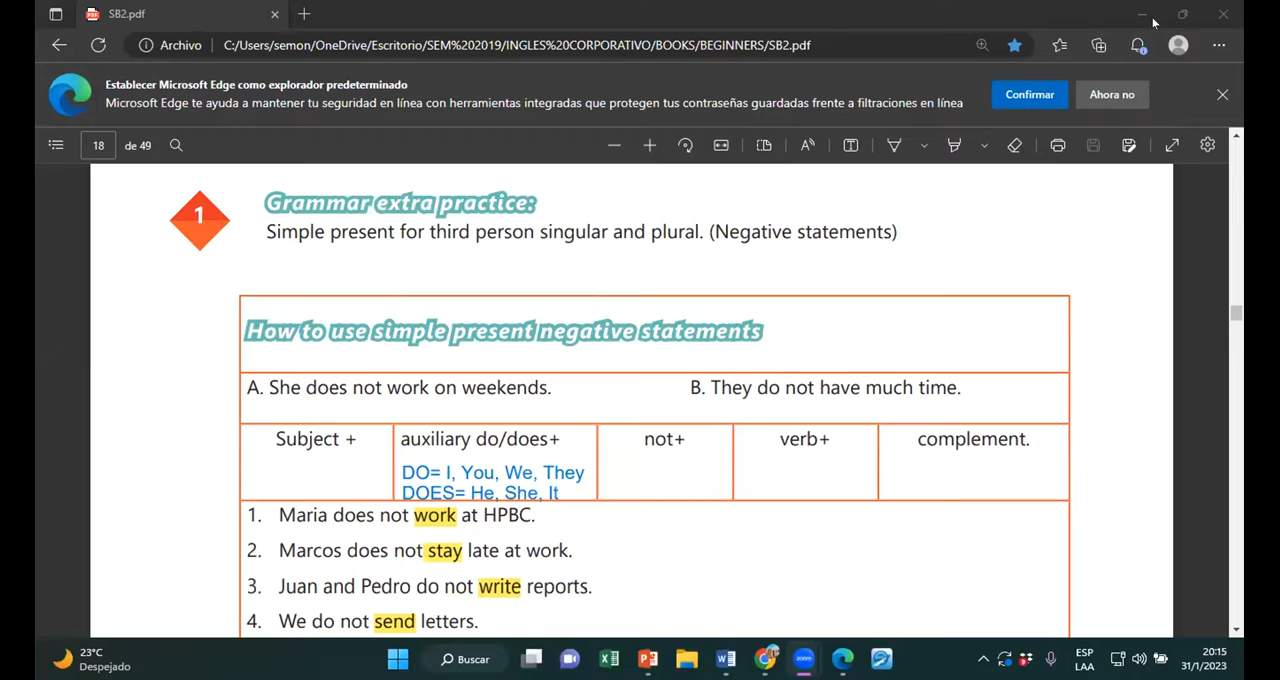 SB2.pdf
Archivo C:/Users/semon/OneDrive/Escritorio/SEM%202019/INGLES%20CORPORATIVO/BOOKS/BEGINNERS/SB2.pdf
Establecer Microsoft Edge como explorador predeterminado
Microsoft Edge te ayuda a mantener tu seguridad en línea con herramientas integradas que protegen tus contraseñas guardadas frente a filtraciones en línea
Confirmar Ahora no
18 de 49
1
Grammar extra practice:
Simple present for third person singular and plural. (Negative statements)
How to use simple present negative statements
A. She does not work on weekends. B. They do not have much time.
Subject + auxiliary do/does+ not+ verb+ complement.
DO= I, You, We, They
DOES= He, She, It
1. Maria does not work at HPBC.
2. Marcos does not stay late at work.
3. Juan and Pedro do not write reports.
4. We do not send letters.
23°C
Despejado
Buscar
ESP
LAA
20:15
31/1/2023